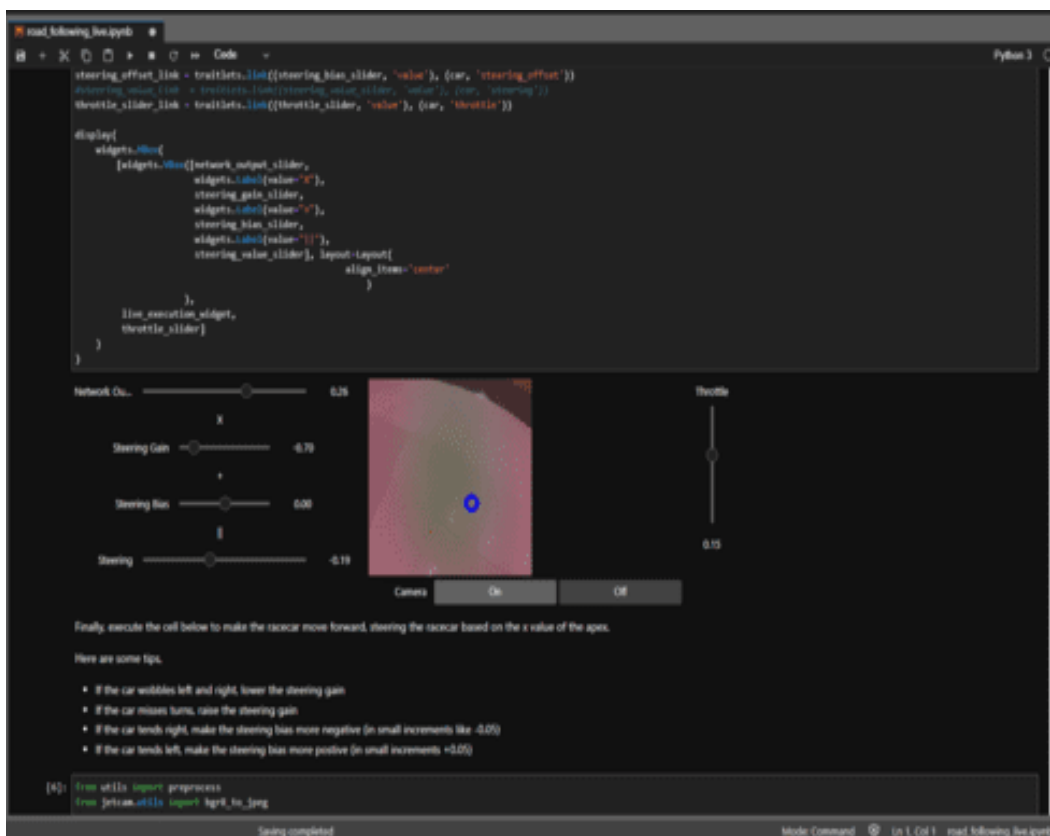 road_following_live.ipynb
Code
Python 3
steering_offset_link = traitlets.link((steering_bias_slider, 'value'), (car, 'steering_offset'))
#steering_value_link = traitlets.link((steering_value_slider, 'value'), (car, 'steering'))
throttle_slider_link = traitlets.link((throttle_slider, 'value'), (car, 'throttle'))
display(
widgets.HBox(
[widgets.VBox([network_output_slider,
widgets.Label(value="X"),
steering_gain_slider,
widgets.Label(value="+"),
steering_bias_slider,
widgets.Label(value="||"),
steering_value_slider], layout=Layout(
align_items='center'
)
),
live_execution_widget,
throttle_slider]
)
)
Network Ou... 0.26
X
Steering Gain -0.70
+
Steering Bias 0.00
||
Steering -0.19
Throttle
0.15
Camera On Off
Finally, execute the cell below to make the racecar move forward, steering the racecar based on the x value of the apex.
Here are some tips.
• If the car wobbles left and right, lower the steering gain
• If the car misses turns, raise the steering gain
• If the car tends right, make the steering bias more negative (in small increments like -0.05)
• If the car tends left, make the steering bias more postive (in small increments +0.05)
[6]: from utils import preprocess
from jetcam.utils import bgr8_to_jpeg
Saving completed Mode: Command Ln 1, Col 1 road_following_live.ipynb